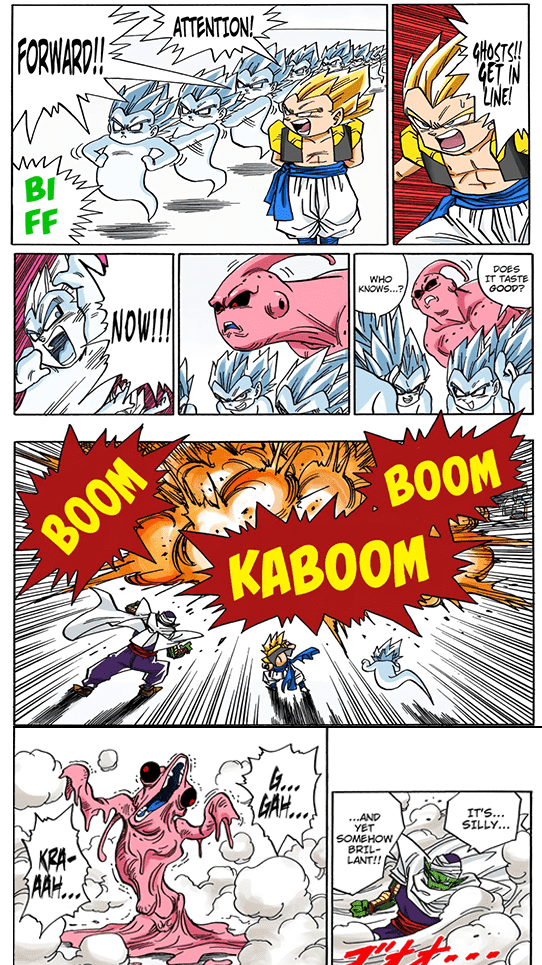 GHOSTS!!
GET IN
LINE!
ATTENTION!
FORWARD!!
BI
FF
DOES
IT TASTE
GOOD?
WHO
KNOWS...?
NOW!!!
BOOM
KABOOM
BOOM
IT'S...
SILLY...
...AND
YET
SOMEHOW
BRIL-
LANT!!
G...
GAH...
KRA-
AAH...